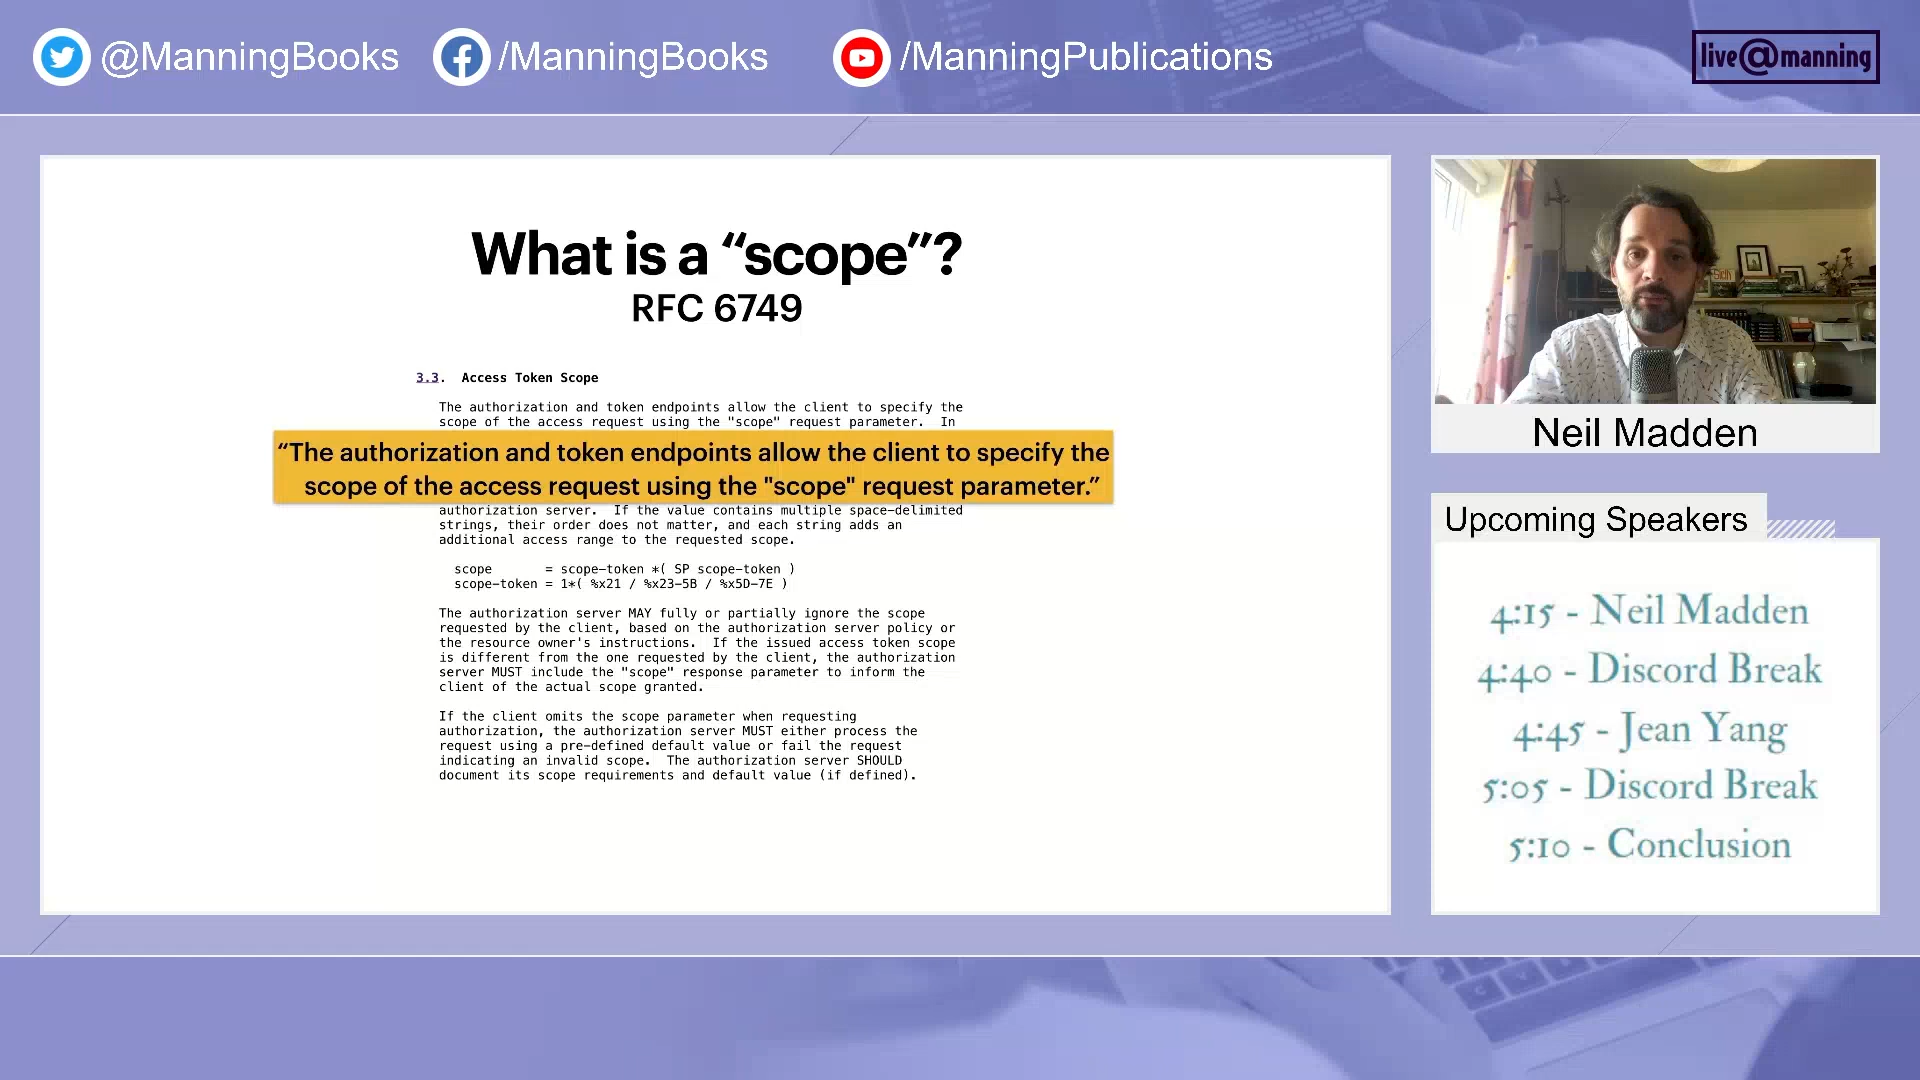 @ManningBooks /ManningBooks /ManningPublications
live@manning
What is a “scope”?
RFC 6749
3.3. Access Token Scope
The authorization and token endpoints allow the client to specify the
scope of the access request using the "scope" request parameter. In
“The authorization and token endpoints allow the client to specify the
scope of the access request using the "scope" request parameter.”
authorization server. If the value contains multiple space-delimited
strings, their order does not matter, and each string adds an
additional access range to the requested scope.
scope = scope-token *( SP scope-token )
scope-token = 1*( %x21 / %x23-5B / %x5D-7E )
The authorization server MAY fully or partially ignore the scope
requested by the client, based on the authorization server policy or
the resource owner's instructions. If the issued access token scope
is different from the one requested by the client, the authorization
server MUST include the "scope" response parameter to inform the
client of the actual scope granted.
If the client omits the scope parameter when requesting
authorization, the authorization server MUST either process the
request using a pre-defined default value or fail the request
indicating an invalid scope. The authorization server SHOULD
document its scope requirements and default value (if defined).
Neil Madden
Upcoming Speakers
4:15 - Neil Madden
4:40 - Discord Break
4:45 - Jean Yang
5:05 - Discord Break
5:10 - Conclusion